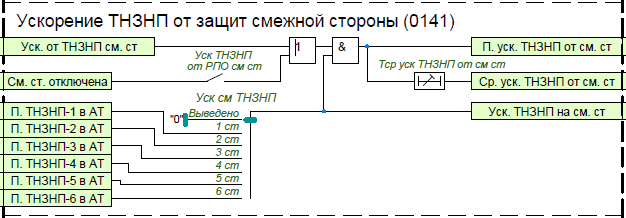 Ускорение ТНЗНП от защит смежной стороны (0141)
Уск. от ТНЗНП см. ст
1
&
П. уск. ТНЗНП от см. ст
Уск ТНЗНП
от РПО см ст
Тср уск ТНЗНП от см ст
См. ст. отключена
Ср. уск. ТНЗНП от см. ст
Уск см ТНЗНП
П. ТНЗНП-1 в АТ
"0"
Выведено
Уск. ТНЗНП на см. ст
П. ТНЗНП-2 в АТ
1 ст
П. ТНЗНП-3 в АТ
2 ст
П. ТНЗНП-4 в АТ
3 ст
П. ТНЗНП-5 в АТ
4 ст
П. ТНЗНП-6 в АТ
5 ст
6 ст